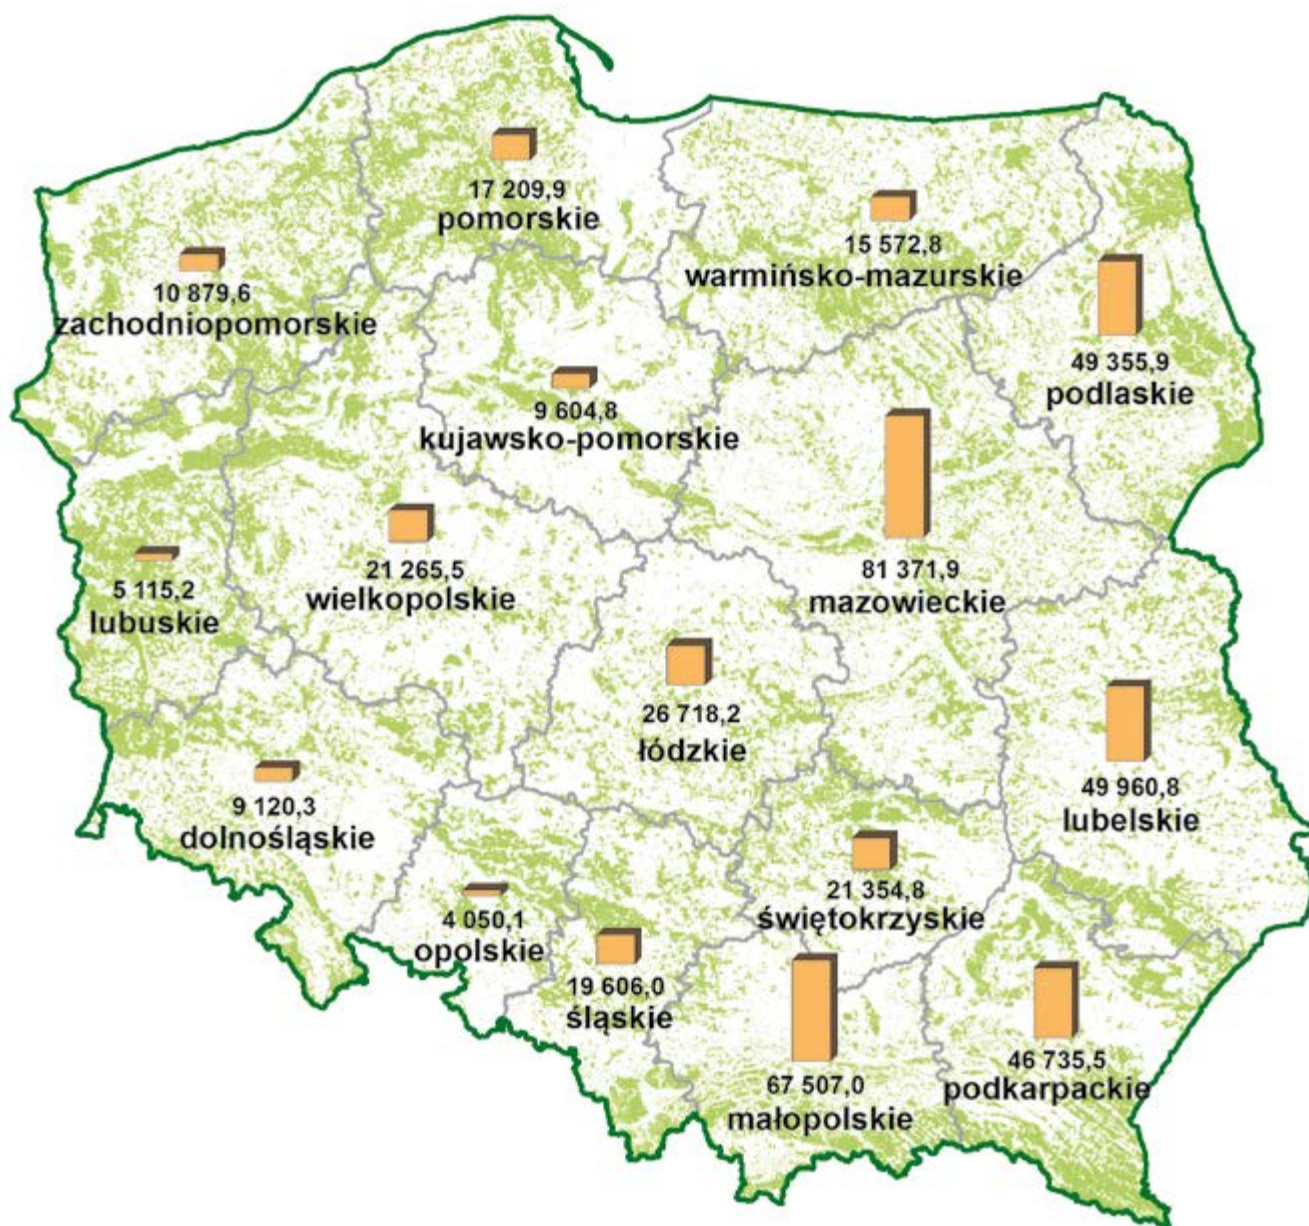 17 209,9
pomorskie
15 572,8
warmińsko-mazurskie
10 879,6
zachodniopomorskie
49 355,9
podlaskie
9 604,8
kujawsko-pomorskie
81 371,9
mazowieckie
21 265,5
wielkopolskie
5 115,2
lubuskie
26 718,2
łódzkie
49 960,8
lubelskie
9 120,3
dolnośląskie
21 354,8
świętokrzyskie
4 050,1
opolskie
19 606,0
śląskie
46 735,5
podkarpackie
67 507,0
małopolskie